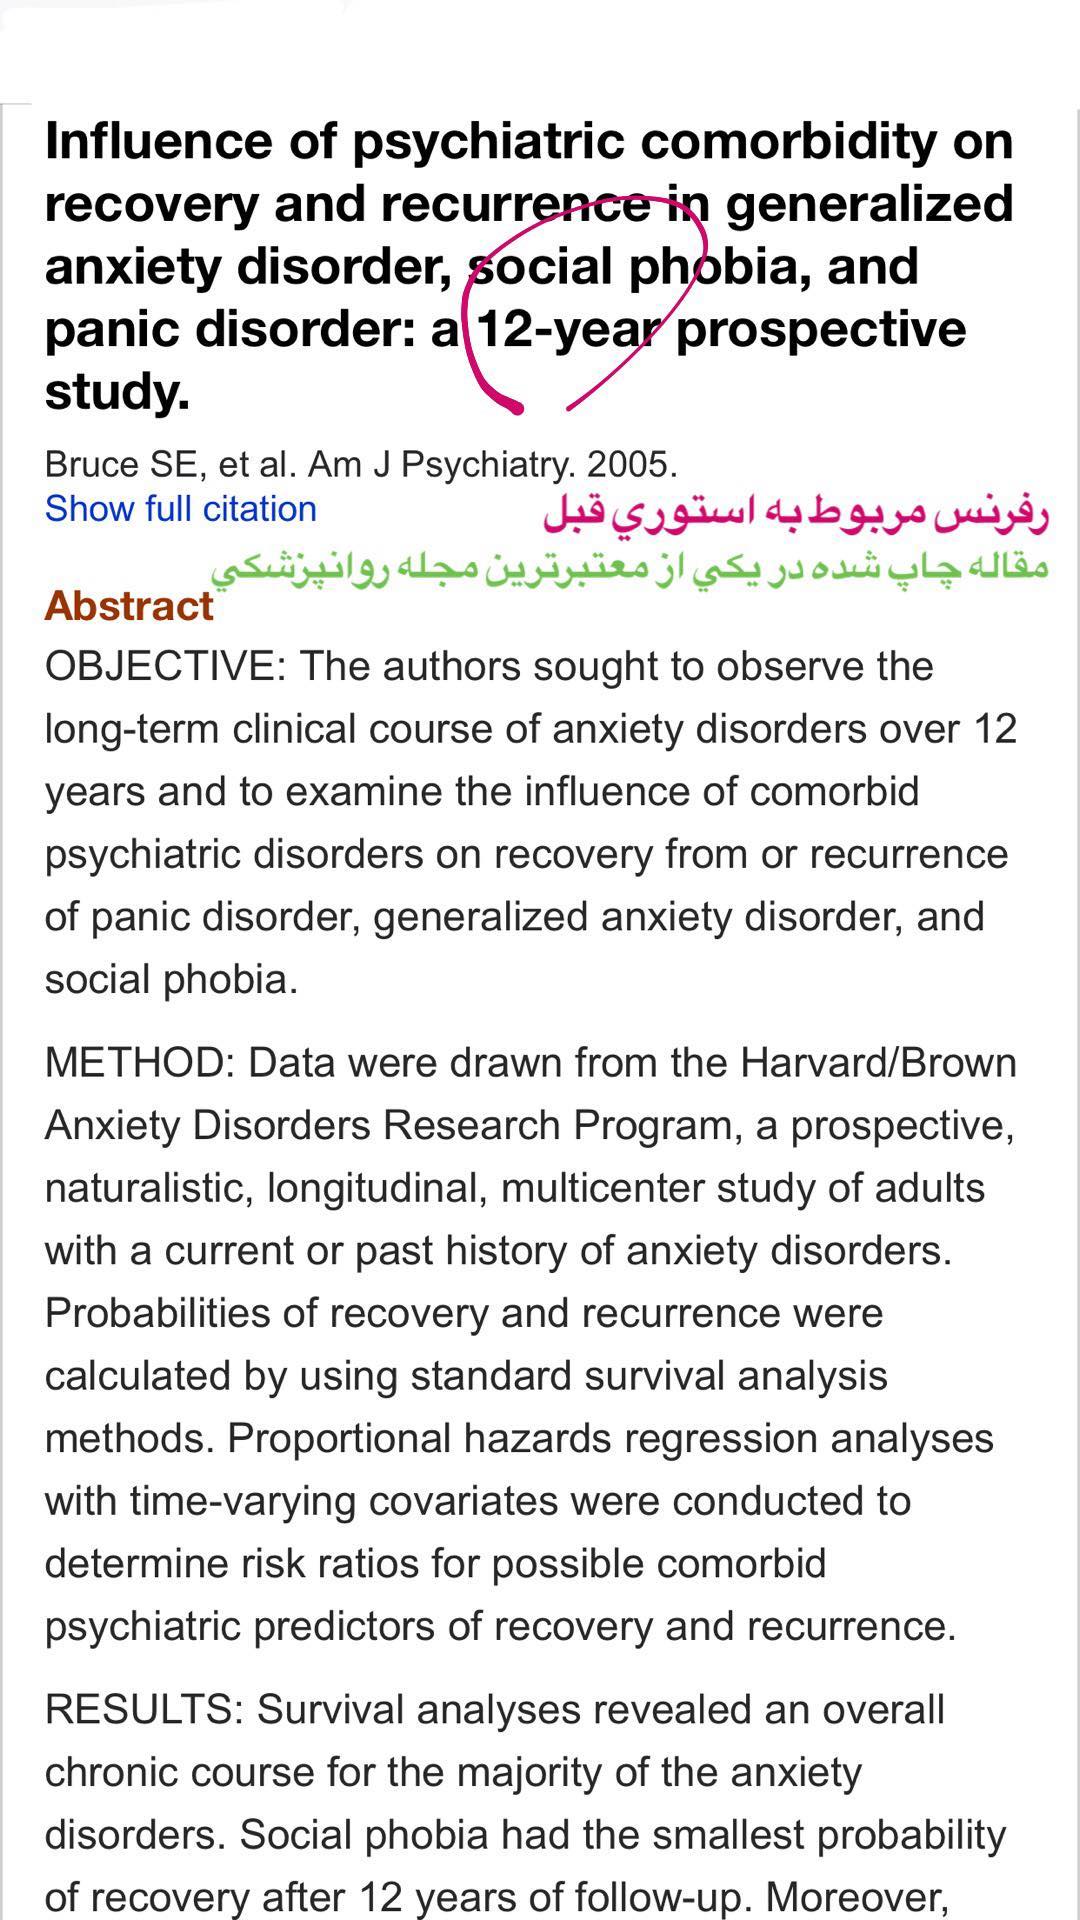 Influence of psychiatric comorbidity on
recovery and recurrence in generalized
anxiety disorder, social phobia, and
panic disorder: a 12-year prospective
study.
Bruce SE, et al. Am J Psychiatry. 2005.
Show full citation
رفرنس مربوط به استوري قبل
مقاله چاپ شده در يكي از معتبرترين مجله روانپزشكي
Abstract
OBJECTIVE: The authors sought to observe the
long-term clinical course of anxiety disorders over 12
years and to examine the influence of comorbid
psychiatric disorders on recovery from or recurrence
of panic disorder, generalized anxiety disorder, and
social phobia.
METHOD: Data were drawn from the Harvard/Brown
Anxiety Disorders Research Program, a prospective,
naturalistic, longitudinal, multicenter study of adults
with a current or past history of anxiety disorders.
Probabilities of recovery and recurrence were
calculated by using standard survival analysis
methods. Proportional hazards regression analyses
with time-varying covariates were conducted to
determine risk ratios for possible comorbid
psychiatric predictors of recovery and recurrence.
RESULTS: Survival analyses revealed an overall
chronic course for the majority of the anxiety
disorders. Social phobia had the smallest probability
of recovery after 12 years of follow-up. Moreover,